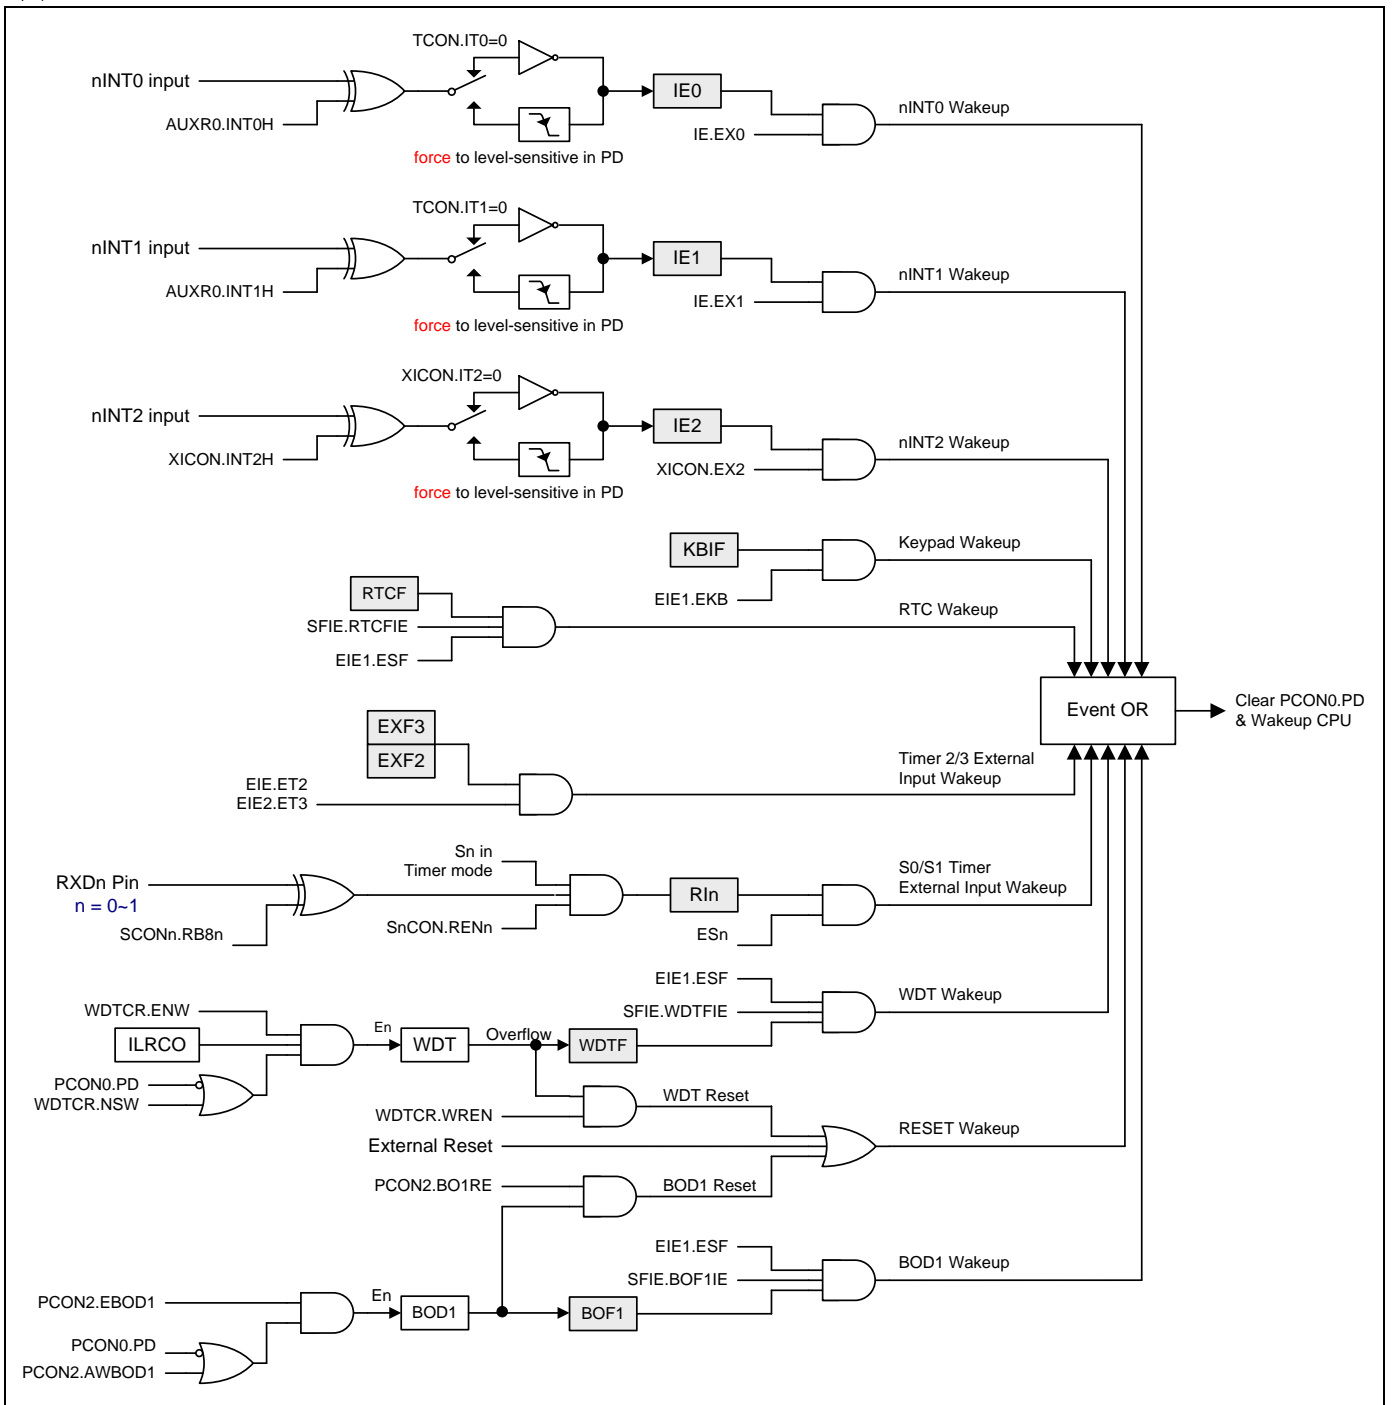 TCON.IT0=0
nINT0 input
IE0
nINT0 Wakeup
AUXR0.INT0H
IE.EX0
force to level-sensitive in PD
TCON.IT1=0
nINT1 input
IE1
nINT1 Wakeup
AUXR0.INT1H
IE.EX1
force to level-sensitive in PD
XICON.IT2=0
nINT2 input
IE2
nINT2 Wakeup
XICON.INT2H
XICON.EX2
force to level-sensitive in PD
KBIF
Keypad Wakeup
EIE1.EKB
RTCF
RTC Wakeup
SFIE.RTCFIE
EIE1.ESF
Event OR
Clear PCON0.PD
& Wakeup CPU
EXF3
EXF2
Timer 2/3 External
Input Wakeup
EIE.ET2
EIE2.ET3
Sn in
Timer mode
S0/S1 Timer
External Input Wakeup
RXDn Pin
n = 0~1
RIn
SCONn.RB8n
SnCON.RENn
ESn
EIE1.ESF
WDT Wakeup
SFIE.WDTFIE
WDTCR.ENW
En
Overflow
ILRCO
WDT
WDTF
PCON0.PD
WDTCR.NSW
WDT Reset
WDTCR.WREN
RESET Wakeup
External Reset
PCON2.BO1RE
BOD1 Reset
EIE1.ESF
BOD1 Wakeup
SFIE.BOF1IE
En
PCON2.EBOD1
BOD1
BOF1
PCON0.PD
PCON2.AWBOD1